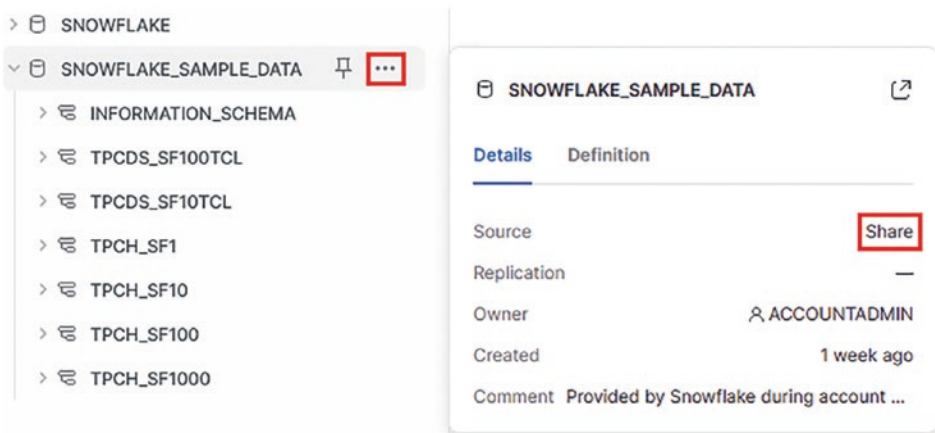 SNOWFLAKE
SNOWFLAKE_SAMPLE_DATA
INFORMATION_SCHEMA
TPCDS_SF100TCL
TPCDS_SF10TCL
TPCH_SF1
TPCH_SF10
TPCH_SF100
TPCH_SF1000
SNOWFLAKE_SAMPLE_DATA
Details Definition
Source Share
Replication —
Owner ACCOUNTADMIN
Created 1 week ago
Comment Provided by Snowflake during account ...